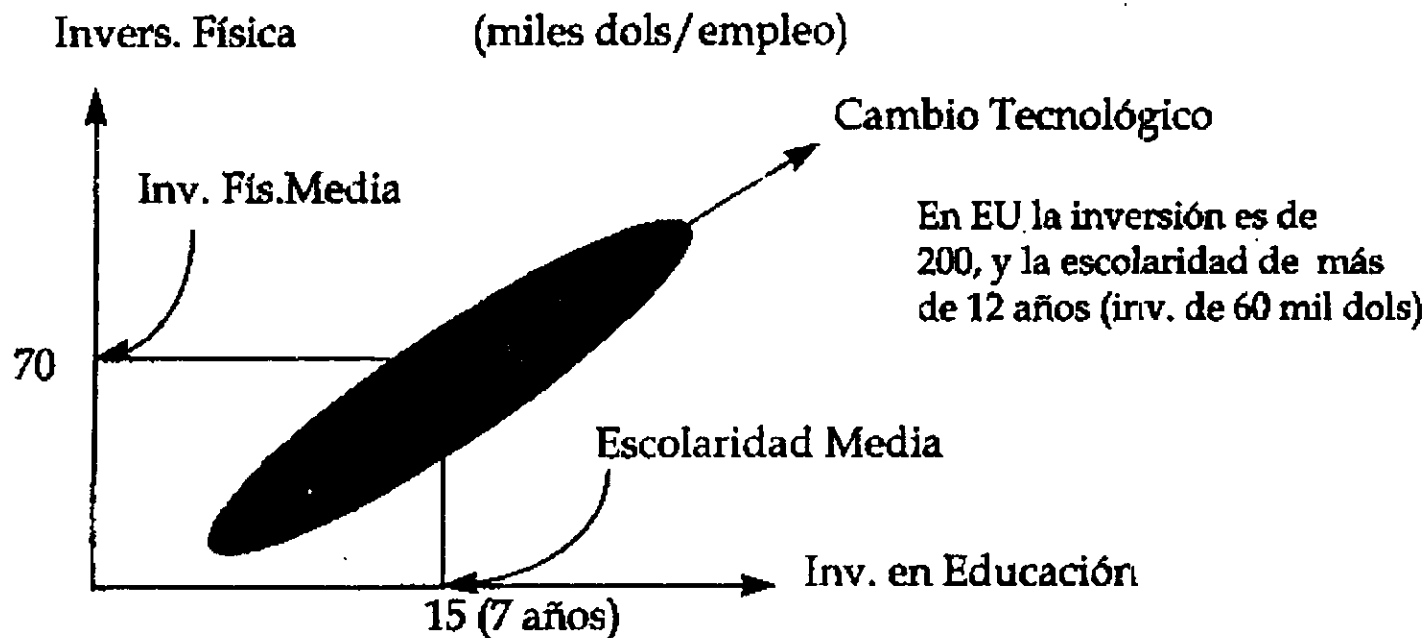 Invers. Física (miles dols/empleo)
Cambio Tecnológico
Inv. Fís.Media
En EU la inversión es de
200, y la escolaridad de más
de 12 años (inv. de 60 mil dols)
70
Escolaridad Media
Inv. en Educación
15 (7 años)